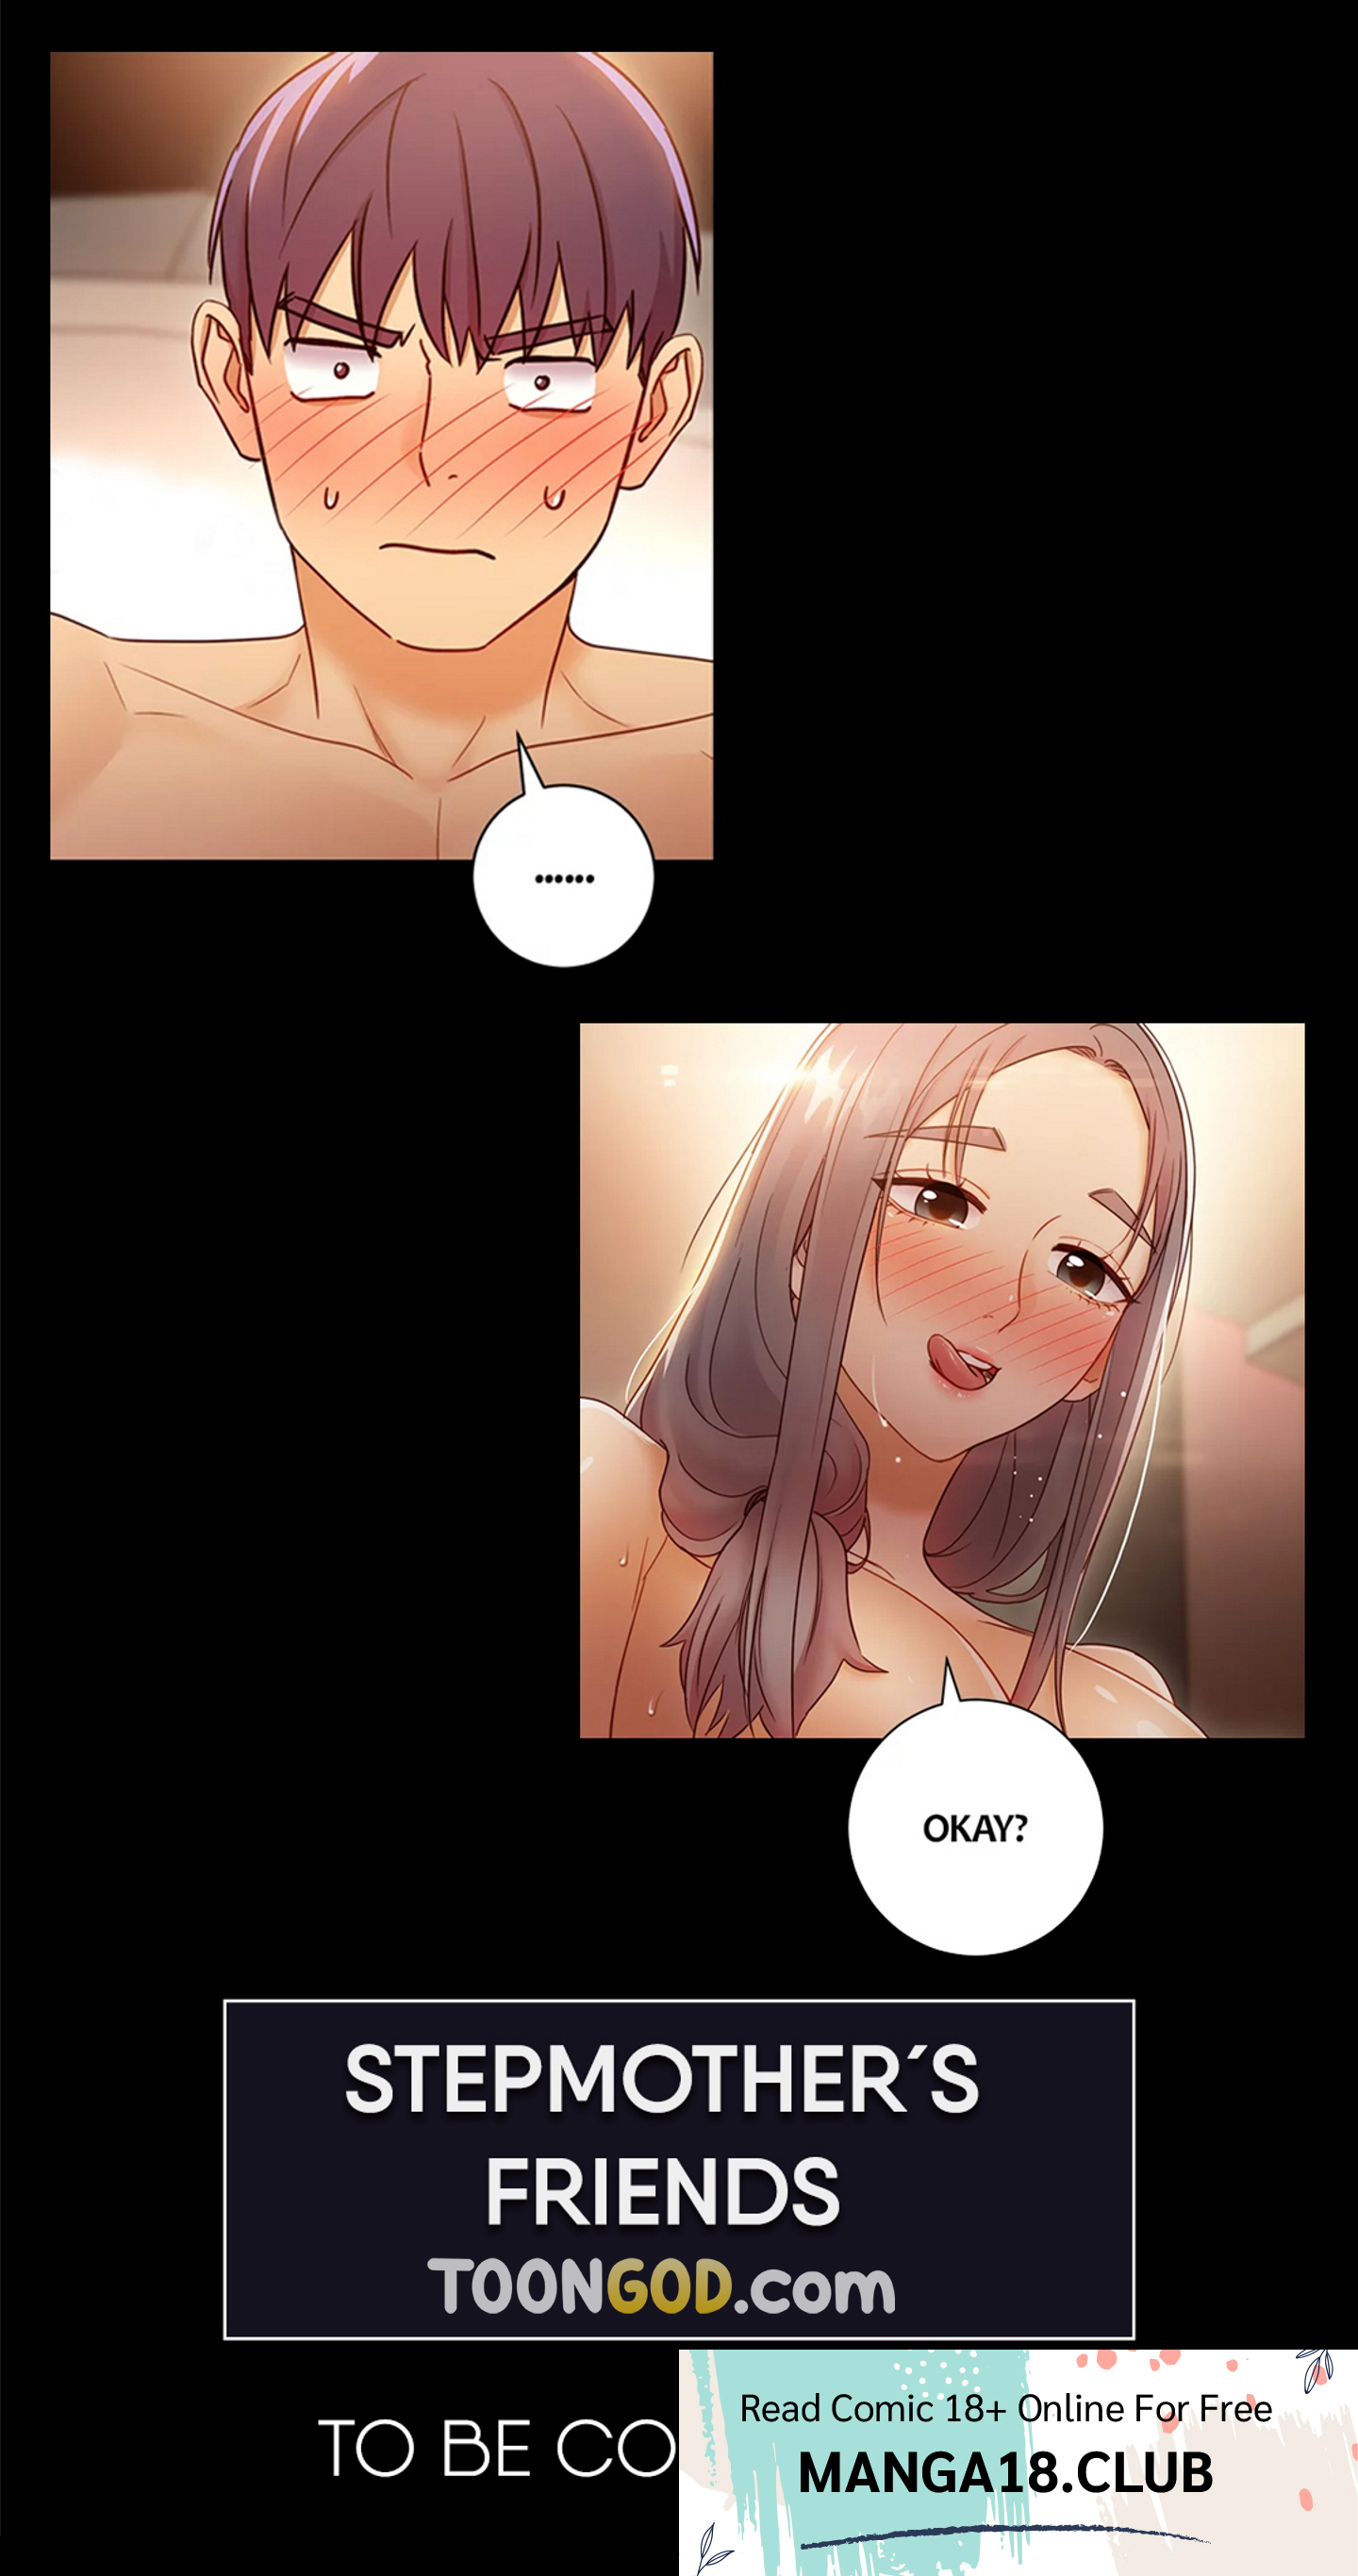 ••••••
OKAY?
STEPMOTHER´S
FRIENDS
TOONGOD.com
TO BE CO
Read Comic 18+ Online For Free
MANGA18.CLUB